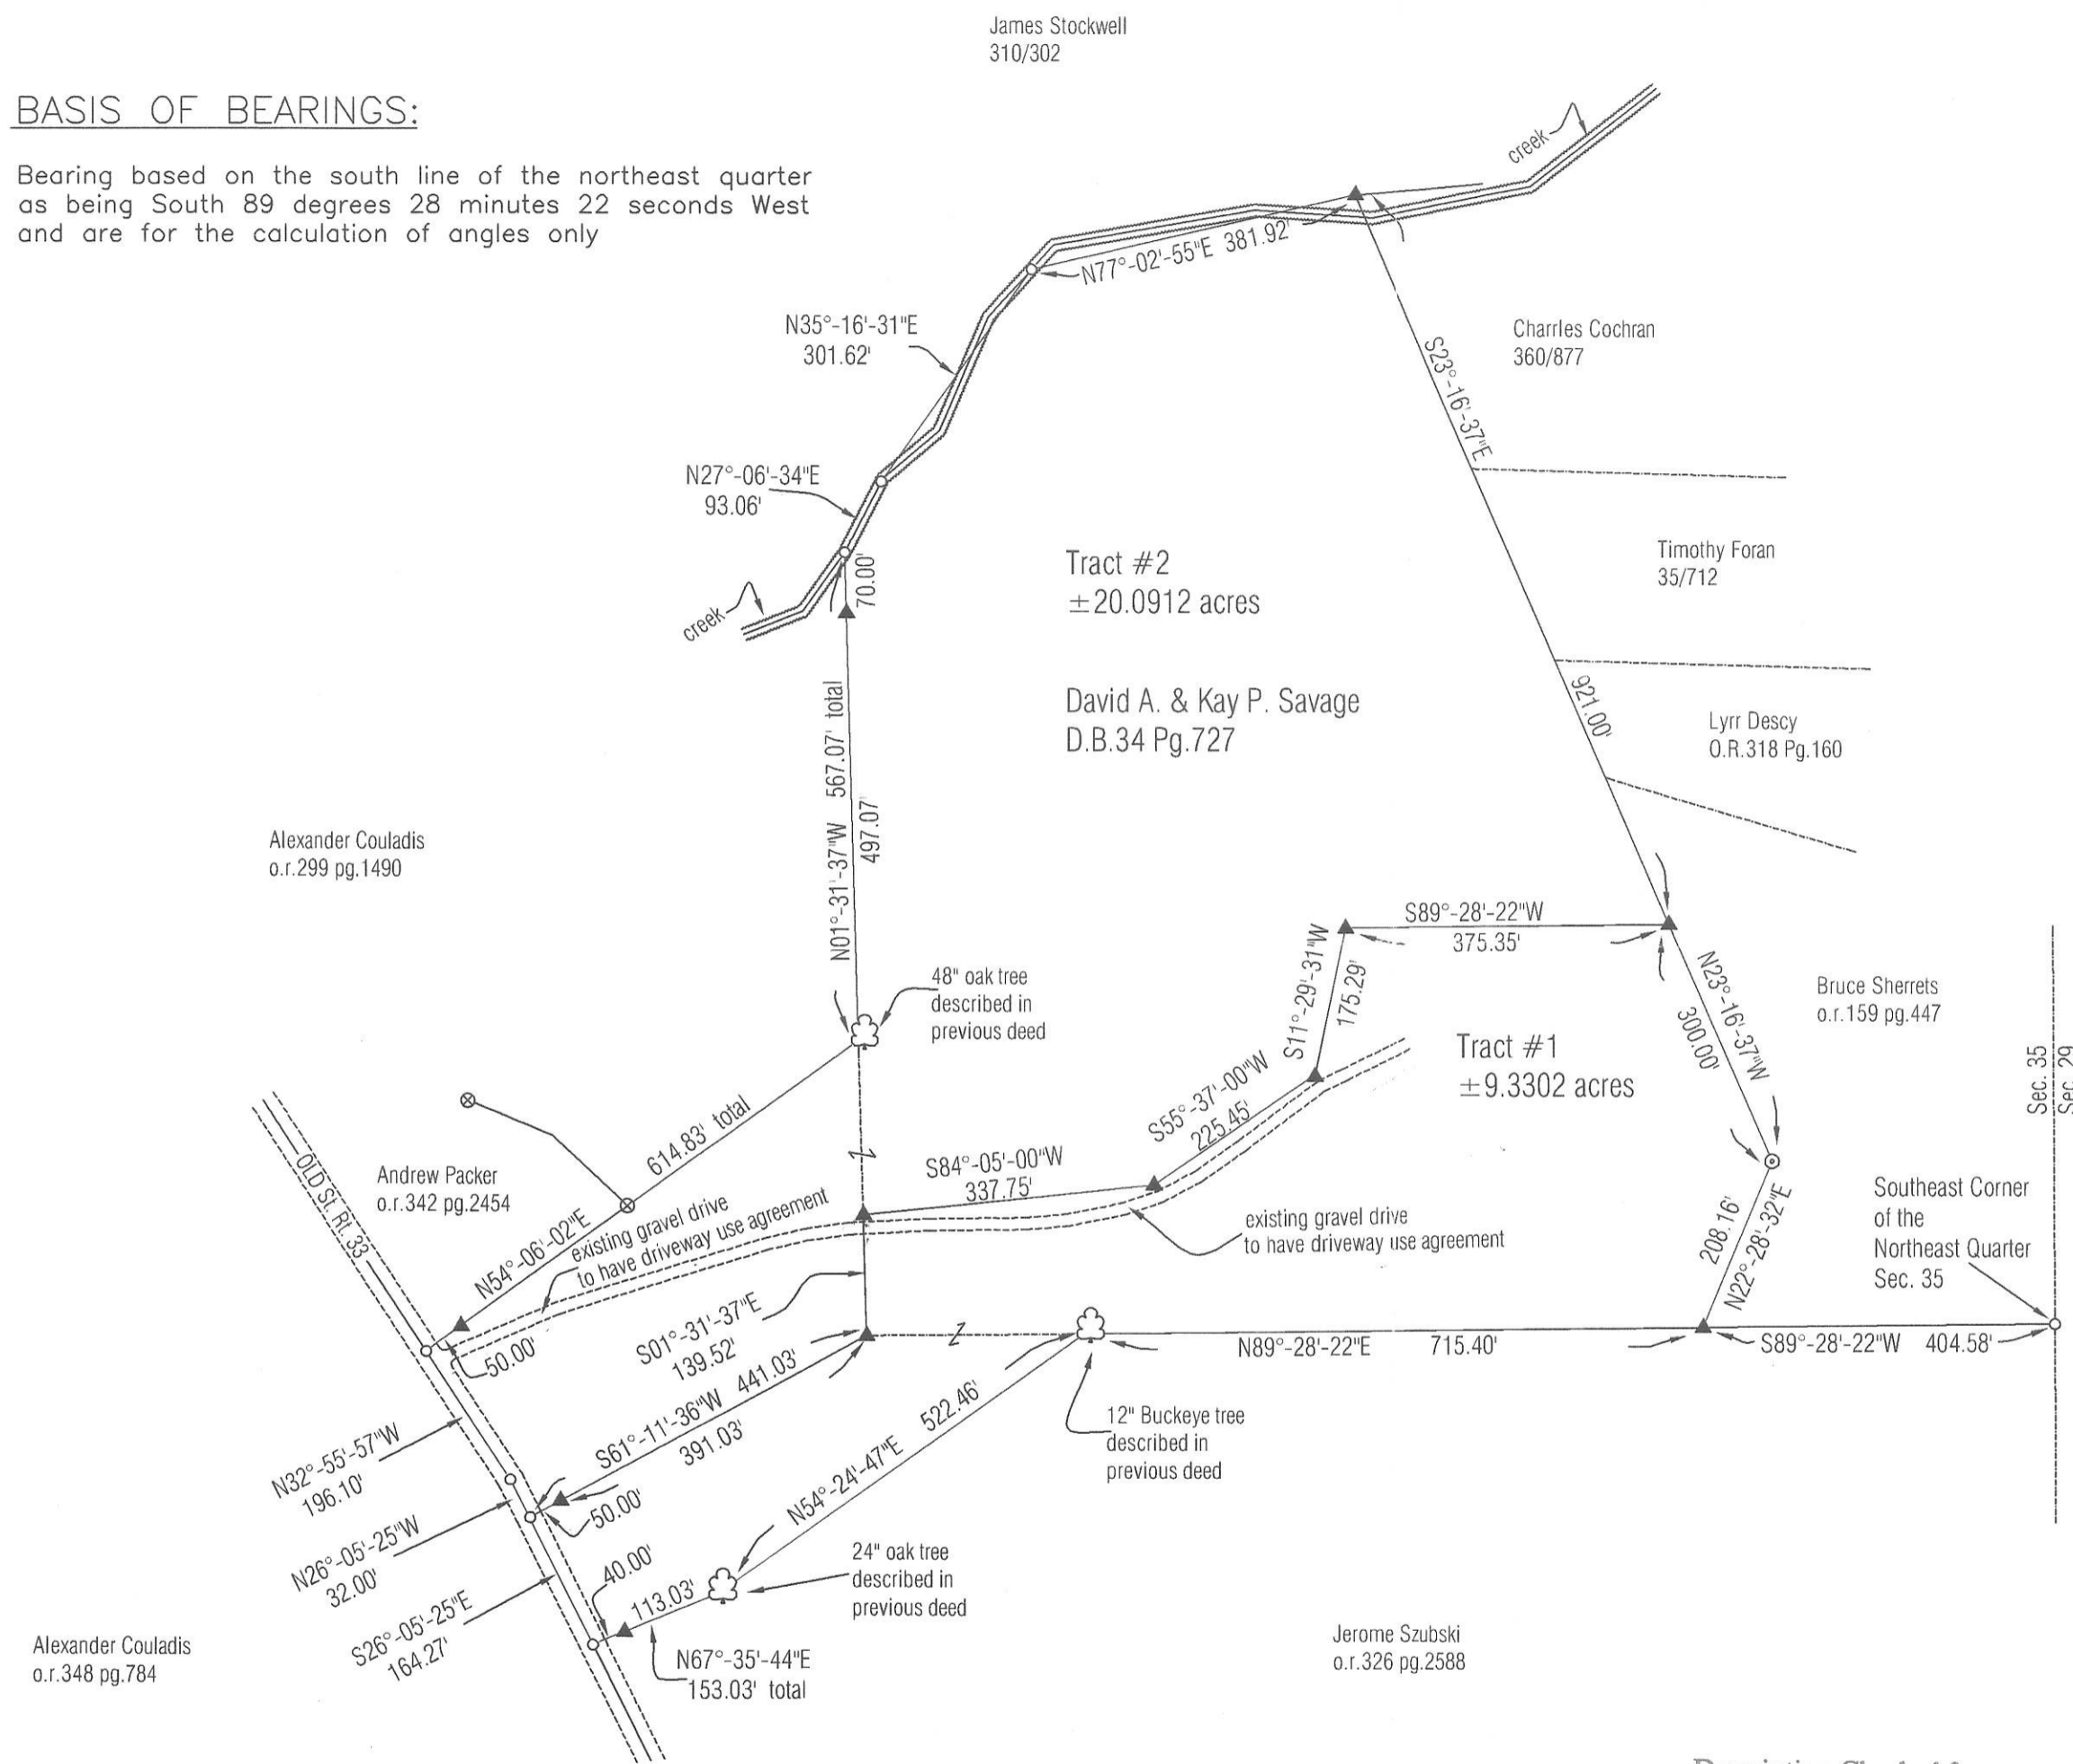 James Stockwell
310/302
BASIS OF BEARINGS:
Bearing based on the south line of the northeast quarter
as being South 89 degrees 28 minutes 22 seconds West
and are for the calculation of angles only
creek
N77°-02'-55"E 381.92'
N35°-16'-31"E
301.62'
Charrles Cochran
360/877
S23°-16'-37"E
N27°-06'-34"E
93.06'
70.00'
creek
Tract #2
±20.0912 acres
Timothy Foran
35/712
David A. & Kay P. Savage
D.B.34 Pg.727
921.00'
Lyrr Descy
O.R.318 Pg.160
N01°-31'-37"W 567.07' total
497.07'
Alexander Couladis
o.r.299 pg.1490
S89°-28'-22"W
375.35'
48" oak tree
described in
previous deed
S11°-29'-31"W
175.29'
N23°-16'-37"W
300.00'
Bruce Sherrets
o.r.159 pg.447
Tract #1
±9.3302 acres
Sec. 35
Sec. 29
614.83' total
N54°-06'-02"E
OLD St. Rt. 33
Andrew Packer
o.r.342 pg.2454
existing gravel drive
to have driveway use agreement
S84°-05'-00"W
337.75'
S55°-37'-00"W
225.45'
existing gravel drive
to have driveway use agreement
208.16'
N22°-28'-32"E
Southeast Corner
of the
Northeast Quarter
Sec. 35
50.00'
S01°-31'-37"E
139.52'
N89°-28'-22"E 715.40'
S89°-28'-22"W 404.58'
S61°-11'-36"W 441.03'
391.03'
522.46'
N54°-24'-47"E
12" Buckeye tree
described in
previous deed
N32°-55'-57"W
196.10'
50.00'
N26°-05'-25"W
32.00'
40.00'
24" oak tree
described in
previous deed
113.03'
S26°-05'-25"E
164.27'
N67°-35'-44"E
153.03' total
Alexander Couladis
o.r.348 pg.784
Jerome Szubski
o.r.326 pg.2588